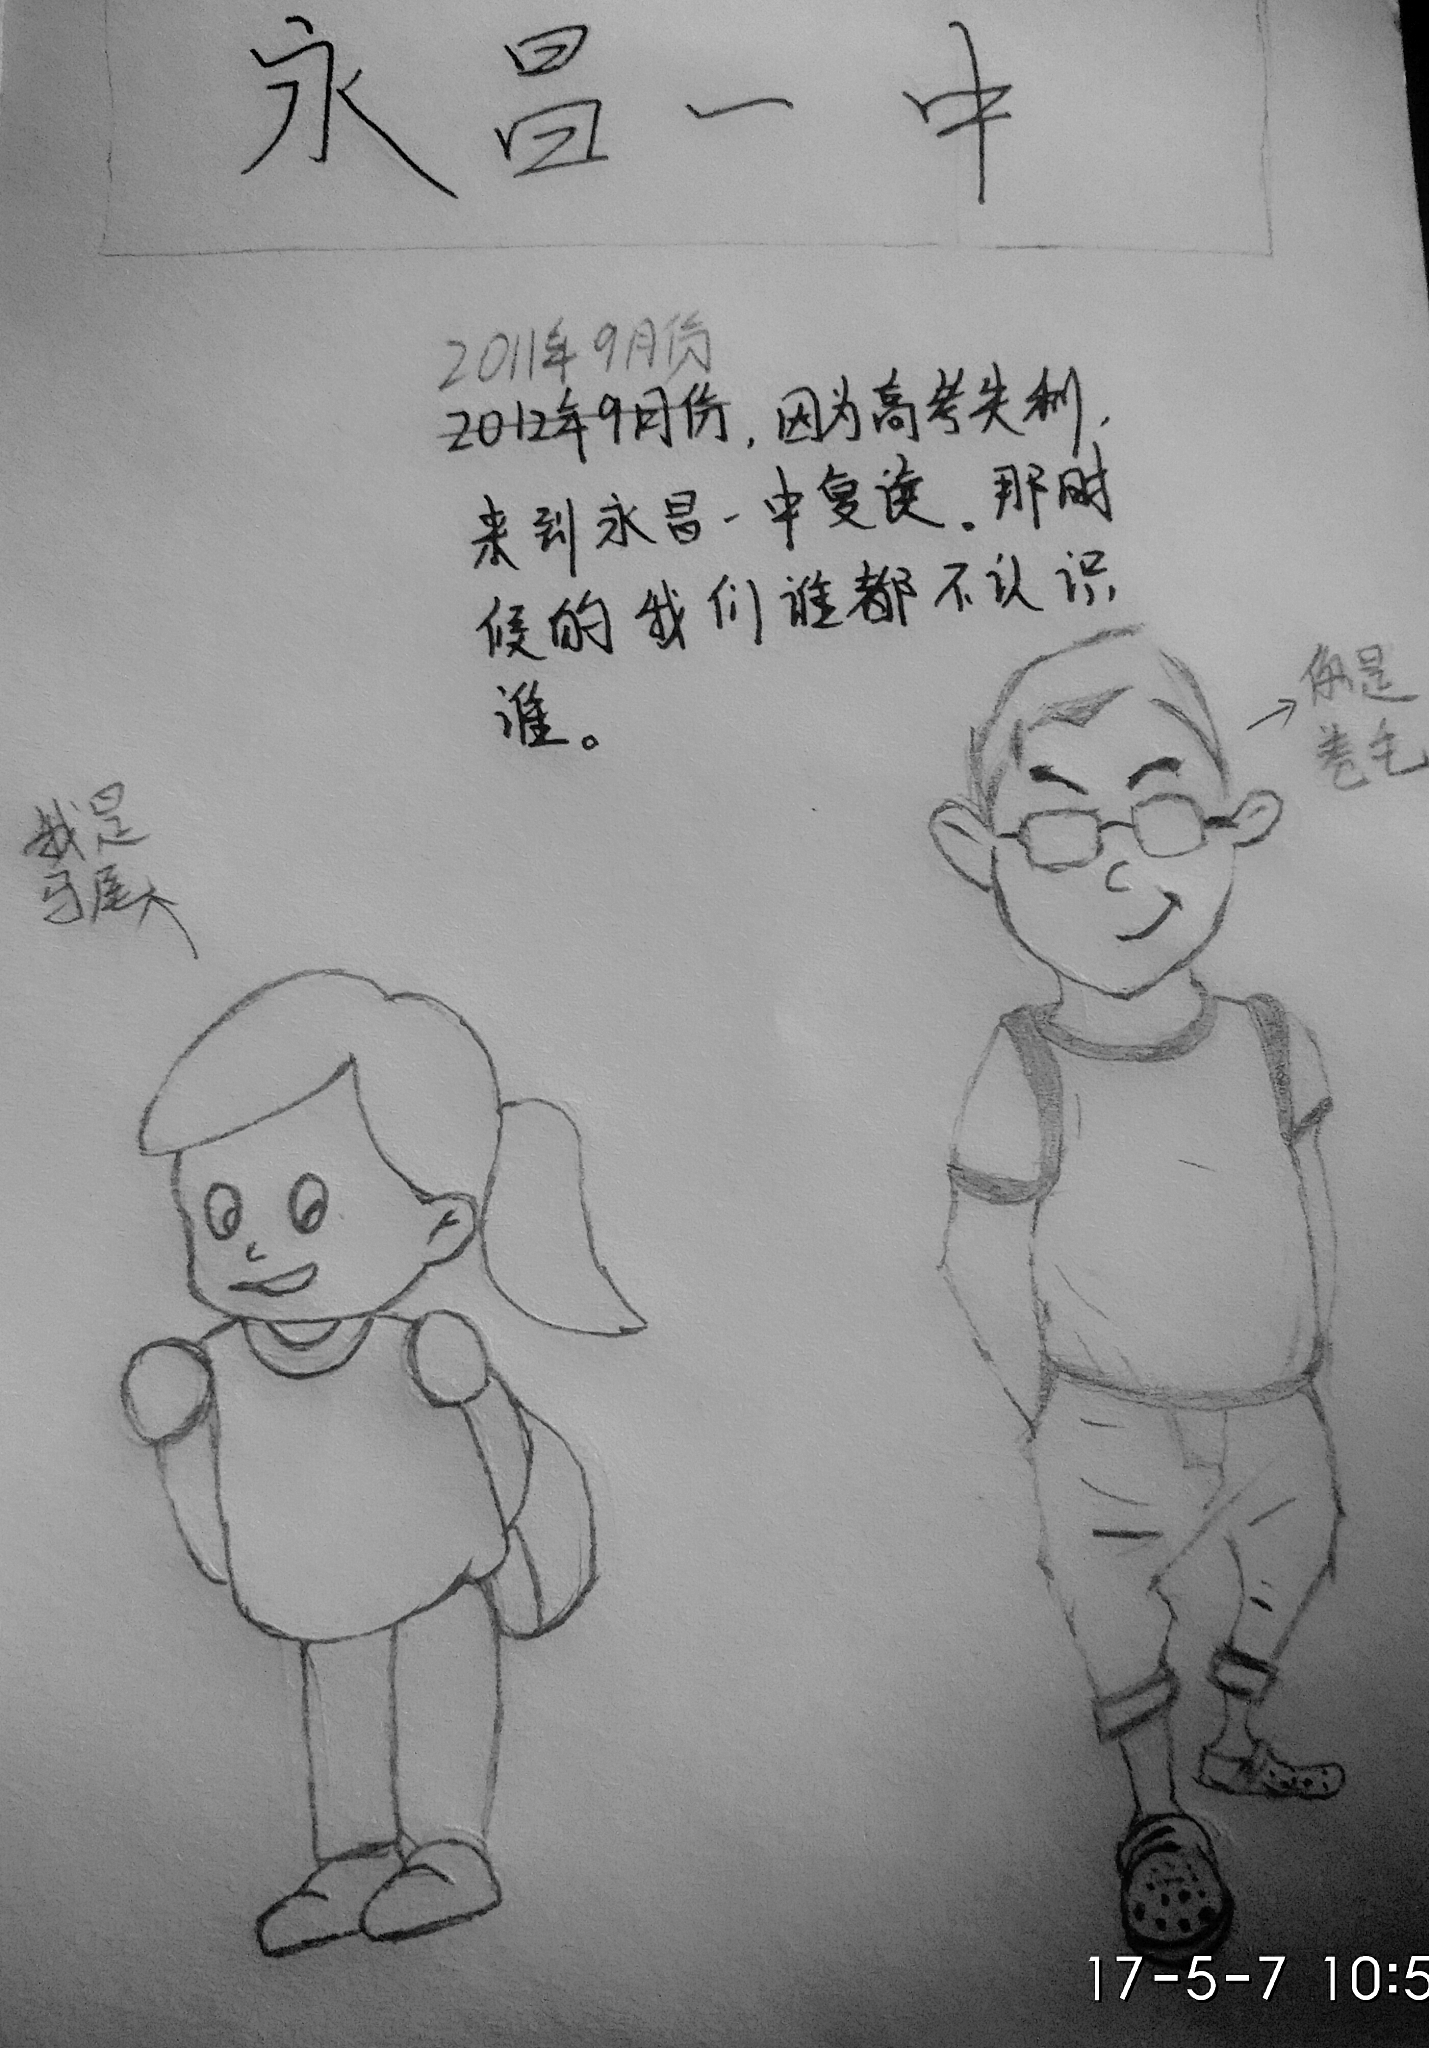 永昌一中
2011年9月份
2012年9月份,因为高考失利,
来到永昌一中复读。那时
候的我们谁都不认识
谁。
你是
卷毛
我是
马尾
17-5-7 10:5